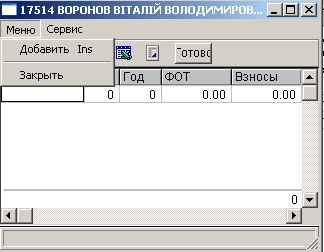 17514 ВОРОНОВ ВІТАЛІЙ ВОЛОДИМИРОВ...
Меню Сервис
Добавить Ins
Закрыть
Готово
Год ФОТ Взносы
0 0 0.00 0.00
0